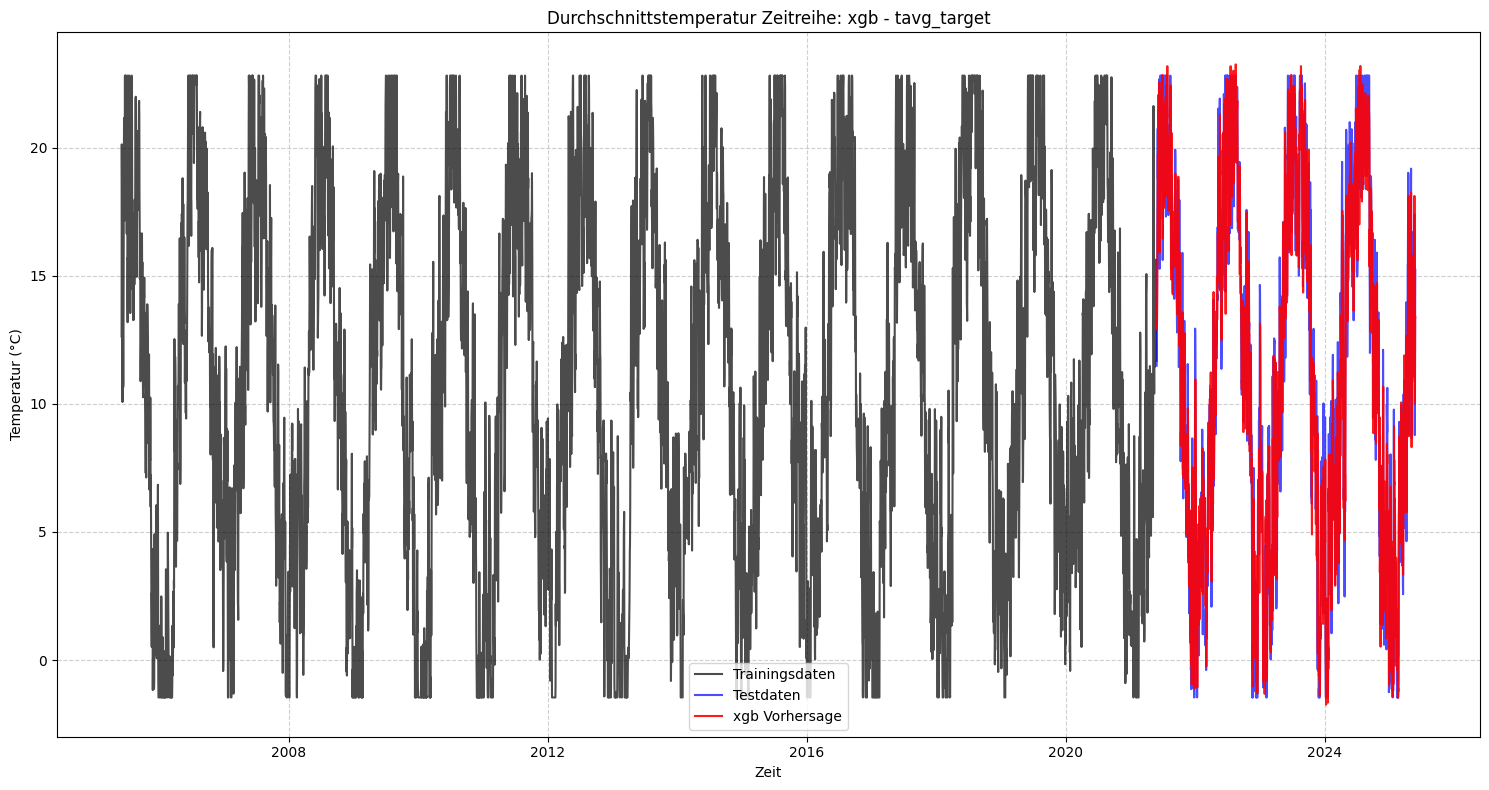 Durchschnittstemperatur Zeitreihe: xgb - tavg_target
Temperatur (°C)
20
15
10
5
0
Trainingsdaten
Testdaten
xgb Vorhersage
2008
2012
2016
2020
2024
Zeit